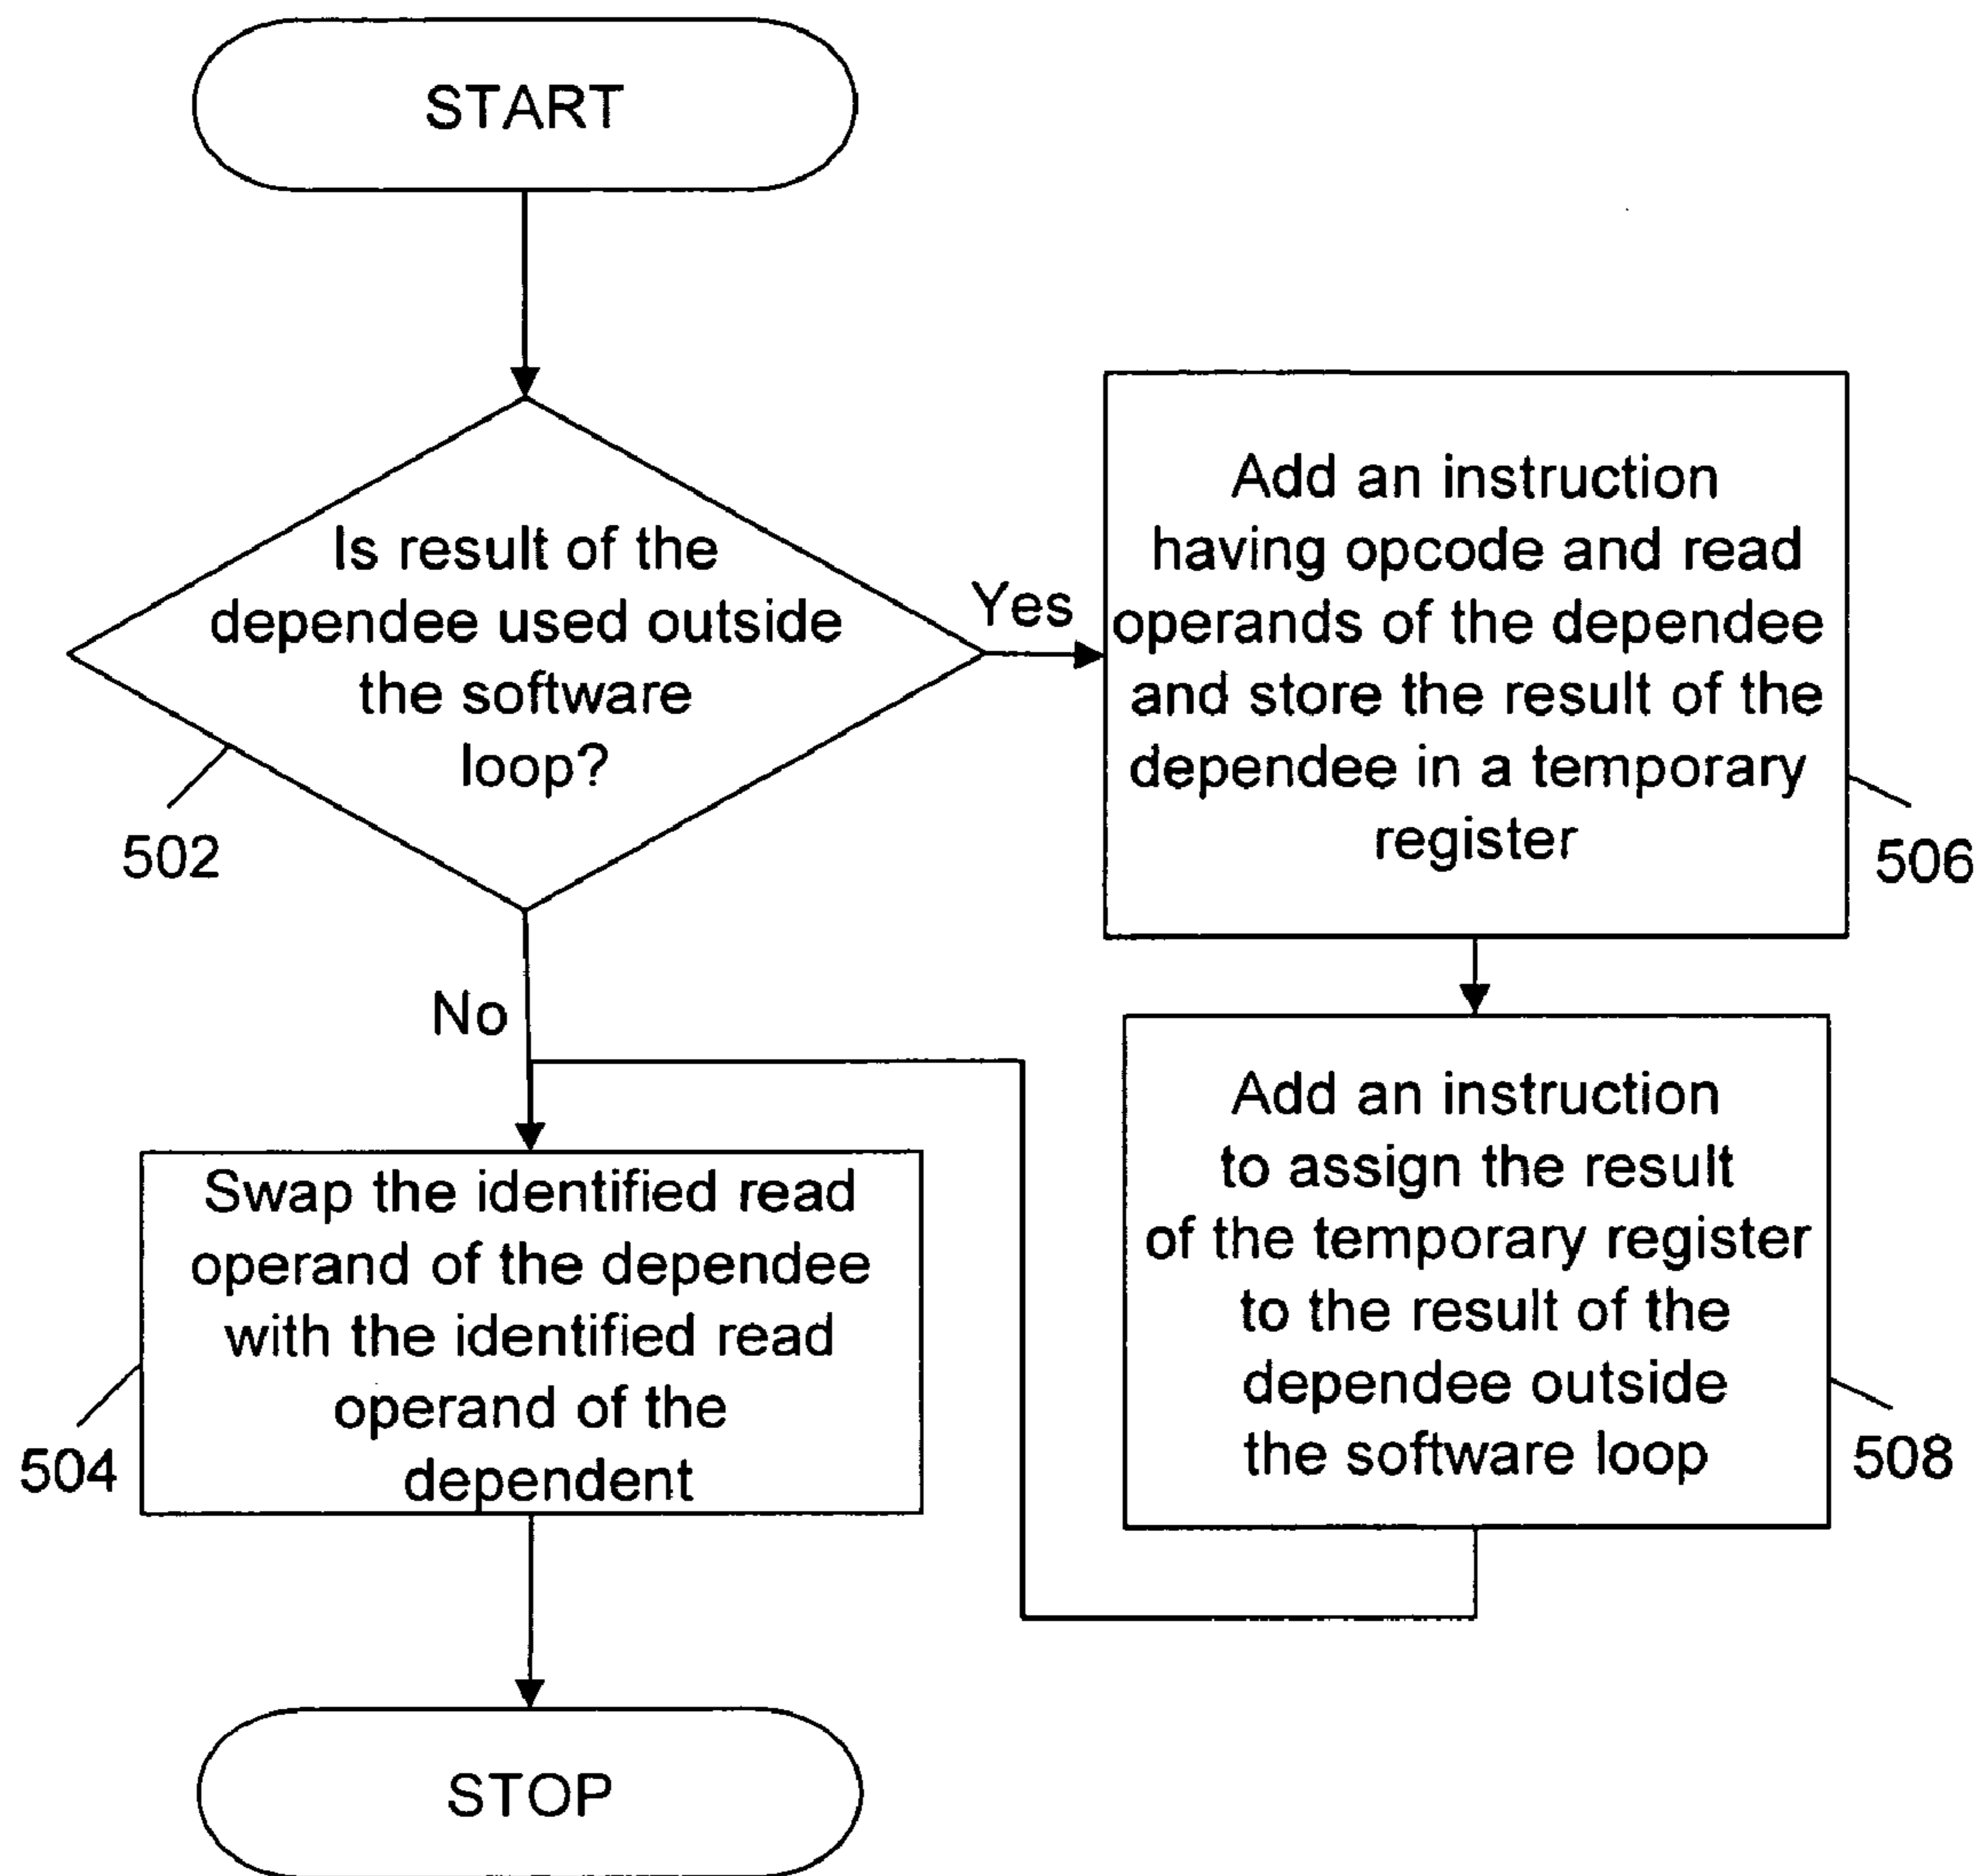 START
Is result of the
dependee used outside
the software
loop?
502
Yes
Add an instruction
having opcode and read
operands of the dependee
and store the result of the
dependee in a temporary
register
506
No
Add an instruction
to assign the result
of the temporary register
to the result of the
dependee outside
the software loop
508
Swap the identified read
operand of the dependee
with the identified read
operand of the
dependent
504
STOP